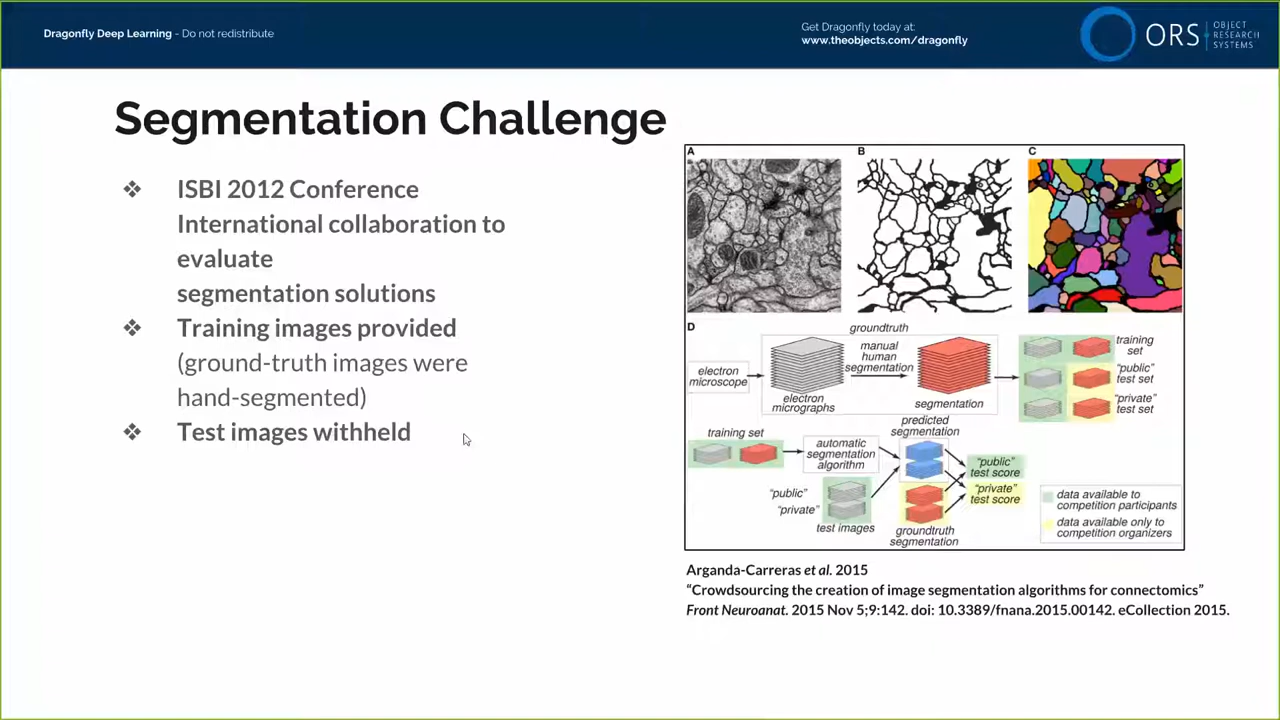 Dragonfly Deep Learning - Do not redistribute
Get Dragonfly today at:
www.theobjects.com/dragonfly
ORS
OBJECT
RESEARCH
SYSTEMS
Segmentation Challenge
❖ ISBI 2012 Conference
International collaboration to
evaluate
segmentation solutions
❖ Training images provided
(ground-truth images were
hand-segmented)
❖ Test images withheld
A
B
C
D
groundtruth
electron
microscope
electron
micrographs
manual
human
segmentation
segmentation
training
set
"public"
test set
"private"
test set
training set
automatic
segmentation
algorithm
predicted
segmentation
"public"
"private"
test images
groundtruth
segmentation
"public"
test score
"private"
test score
data available to
competition participants
data available only to
competition organizers
Arganda-Carreras et al. 2015
“Crowdsourcing the creation of image segmentation algorithms for connectomics”
Front Neuroanat. 2015 Nov 5;9:142. doi: 10.3389/fnana.2015.00142. eCollection 2015.